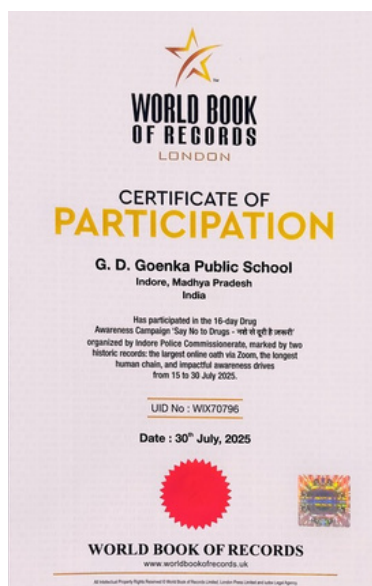 WORLD BOOK
OF RECORDS
LONDON
CERTIFICATE OF
PARTICIPATION
G. D. Goenka Public School
Indore, Madhya Pradesh
India
Has participated in the 16-day Drug
Awareness Campaign 'Say No to Drugs - नशे से दूरी है जरूरी'
organized by Indore Police Commissionerate, marked by two
historic records: the largest online oath via Zoom, the longest
human chain, and impactful awareness drives
from 15 to 30 July 2025.
UID No : WIX70796
Date : 30th July, 2025
WORLD BOOK OF RECORDS
www.worldbookofrecords.uk